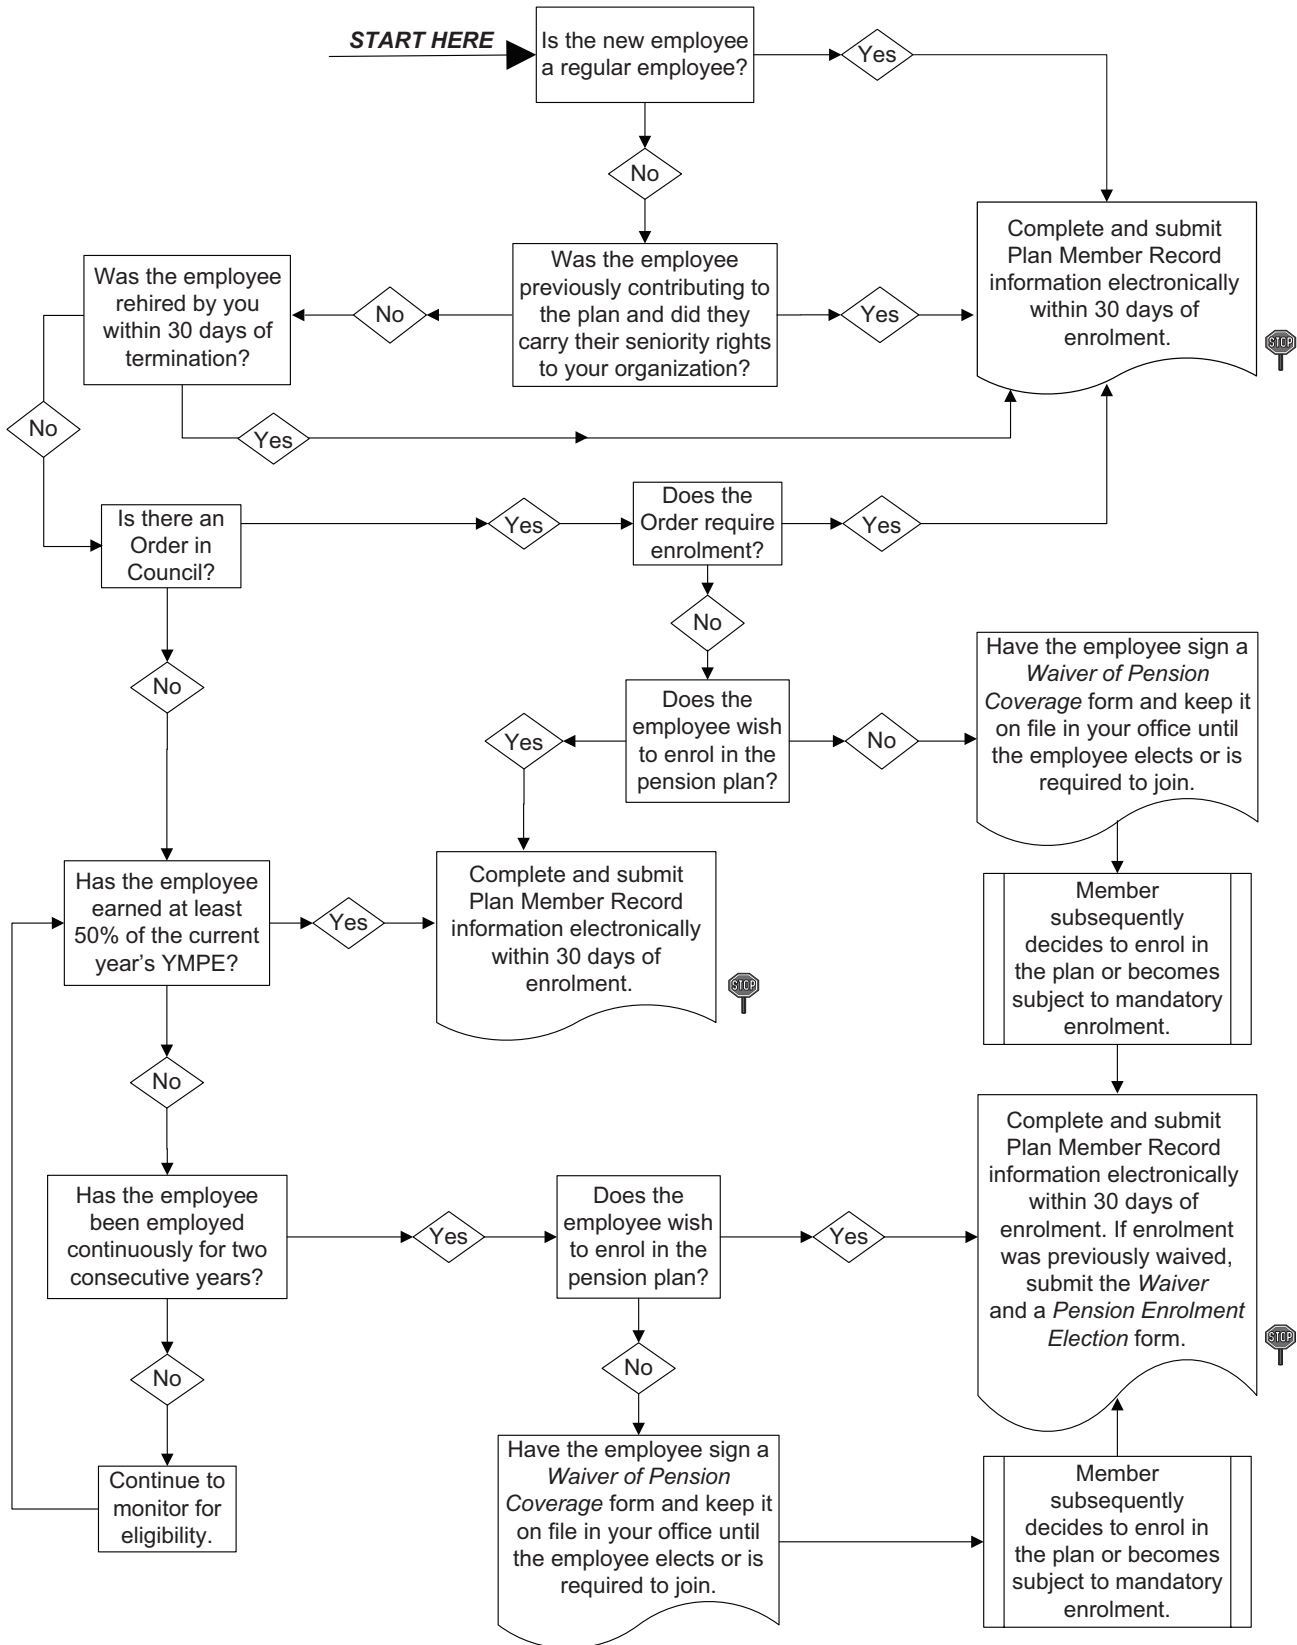 START HERE
Is the new employee
a regular employee?
Yes
No
Complete and submit
Plan Member Record
information electronically
within 30 days of
enrolment.
STOP
Was the employee
previously contributing to
the plan and did they
carry their seniority rights
to your organization?
Yes
No
Was the employee
rehired by you
within 30 days of
termination?
No
Yes
Is there an
Order in
Council?
Yes
Does the
Order require
enrolment?
Yes
No
No
Does the
employee wish
to enrol in the
pension plan?
Yes
No
Have the employee sign a
Waiver of Pension
Coverage form and keep it
on file in your office until
the employee elects or is
required to join.
Has the employee
earned at least
50% of the current
year's YMPE?
Yes
Complete and submit
Plan Member Record
information electronically
within 30 days of
enrolment.
STOP
Member
subsequently
decides to enrol in
the plan or becomes
subject to mandatory
enrolment.
No
Has the employee
been employed
continuously for two
consecutive years?
Yes
Does the
employee wish
to enrol in the
pension plan?
Yes
Complete and submit
Plan Member Record
information electronically
within 30 days of
enrolment. If enrolment
was previously waived,
submit the Waiver
and a Pension Enrolment
Election form.
STOP
No
No
Continue to
monitor for
eligibility.
Have the employee sign a
Waiver of Pension
Coverage form and keep it
on file in your office until
the employee elects or is
required to join.
Member
subsequently
decides to enrol in
the plan or becomes
subject to mandatory
enrolment.